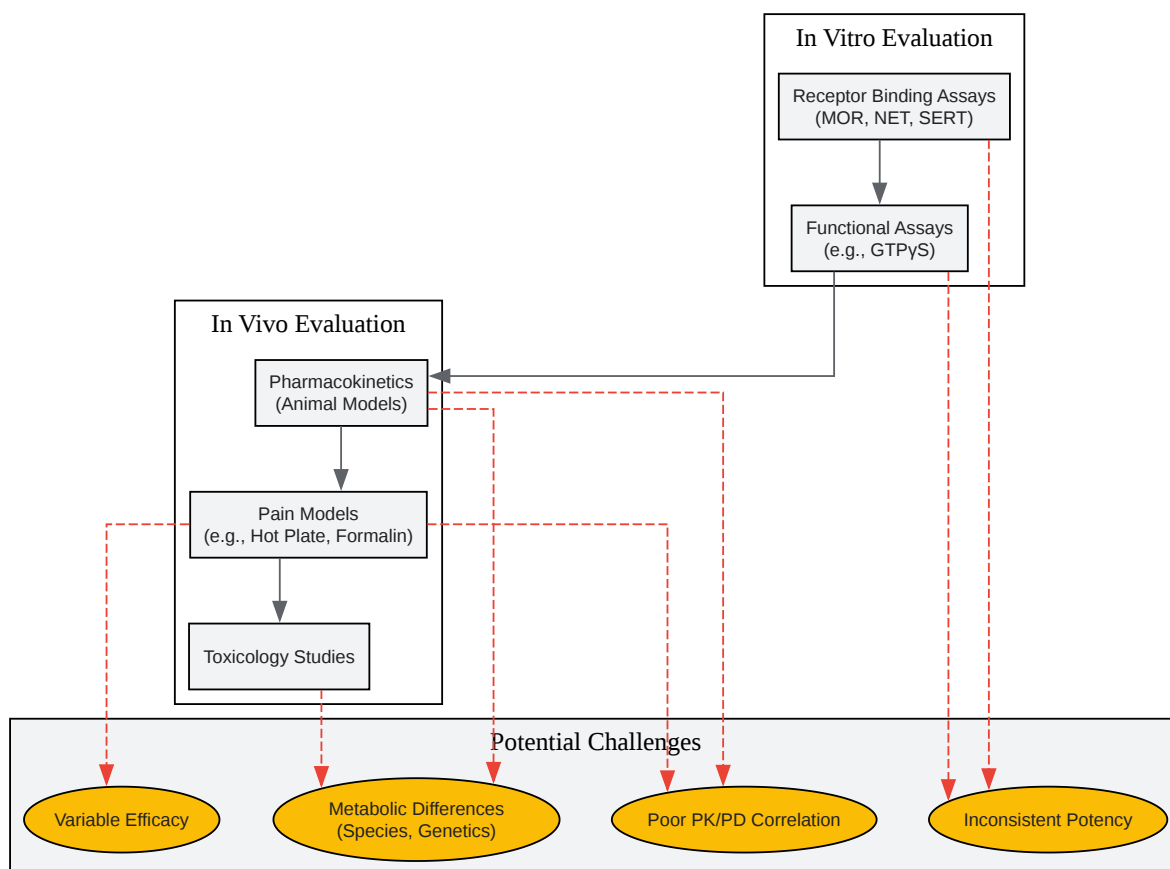 In Vitro Evaluation
Receptor Binding Assays
(MOR, NET, SERT)
Functional Assays
(e.g., GTPγS)
In Vivo Evaluation
Pharmacokinetics
(Animal Models)
Pain Models
(e.g., Hot Plate, Formalin)
Toxicology Studies
Potential Challenges
Variable Efficacy
Metabolic Differences
(Species, Genetics)
Poor PK/PD Correlation
Inconsistent Potency